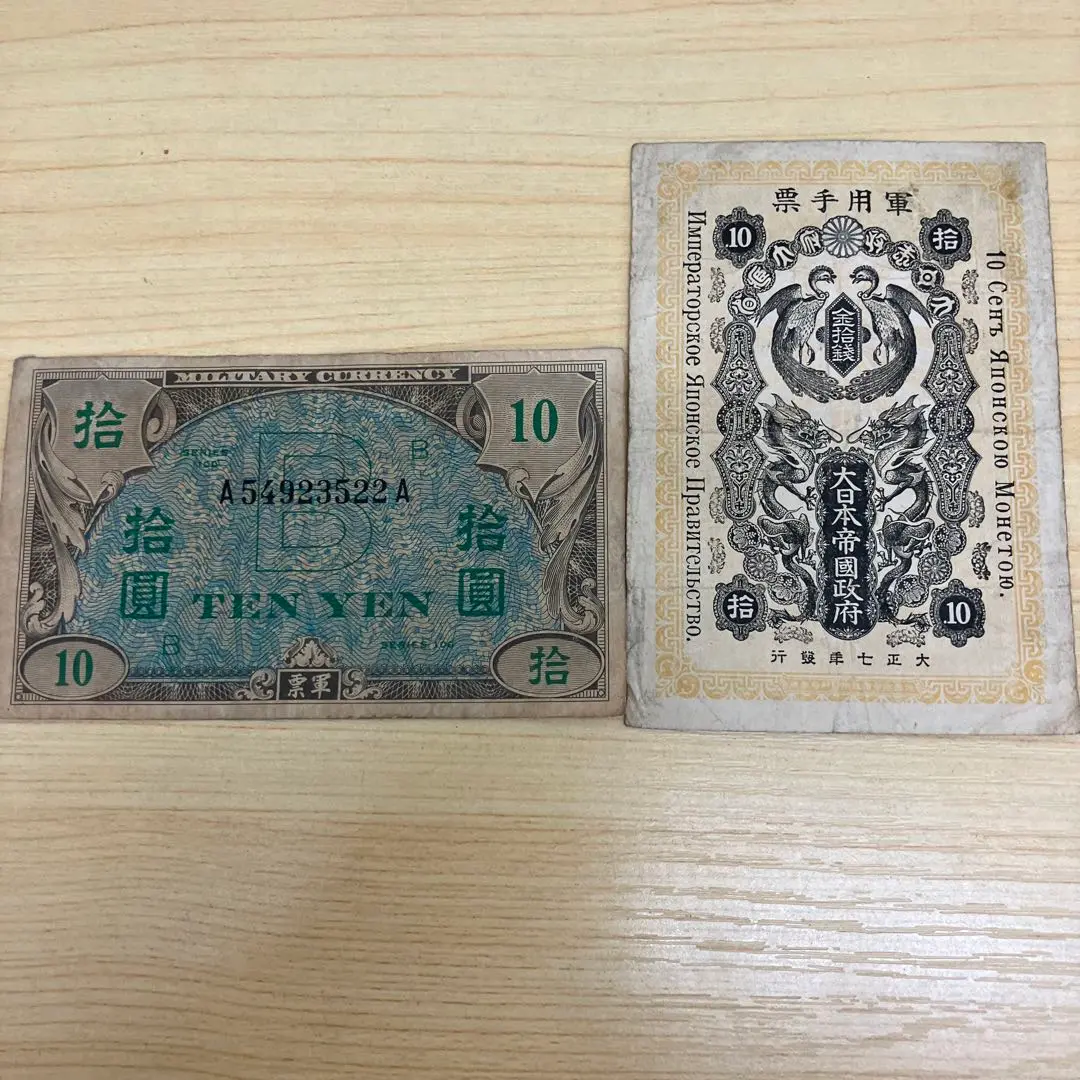 MILITARY CURRENCY
拾
10
SERIES
100
B
B
A54923522A
拾圓
TEN YEN
拾圓
B
SERIES 100
10
票軍
拾
票手用軍
10
拾
金拾錢
Императорское Японское Правительство.
10 Сенъ Японскою Монетою.
大日本帝國政府
拾
10
行發年七正大